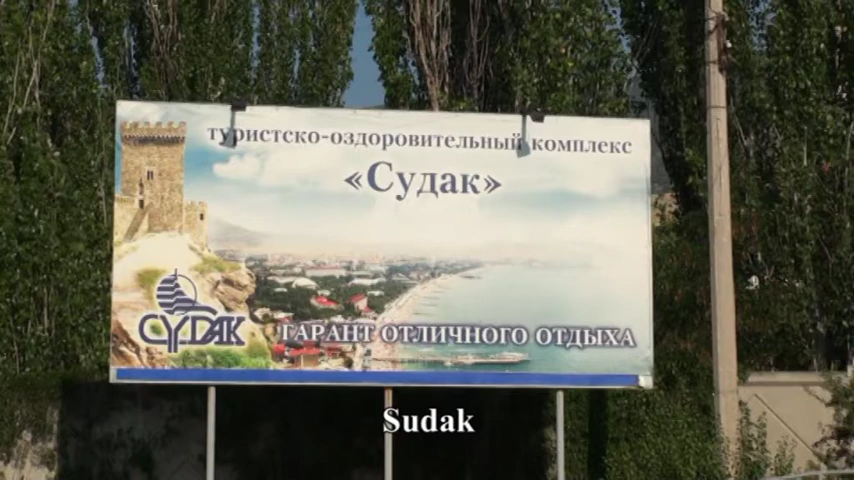 туристско-оздоровительный комплекс
«Судак»
СУДАК
ГАРАНТ ОТЛИЧНОГО ОТДЫХА
Sudak